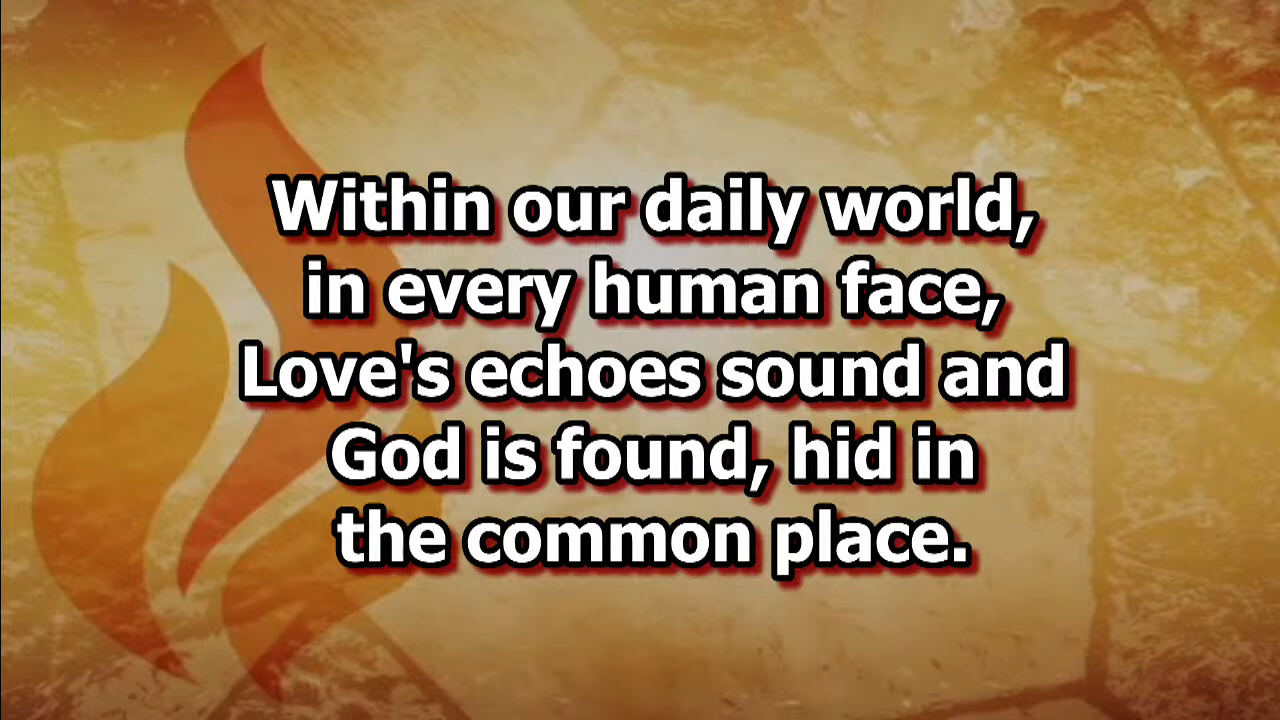 Within our daily world,
in every human face,
Love's echoes sound and
God is found, hid in
the common place.